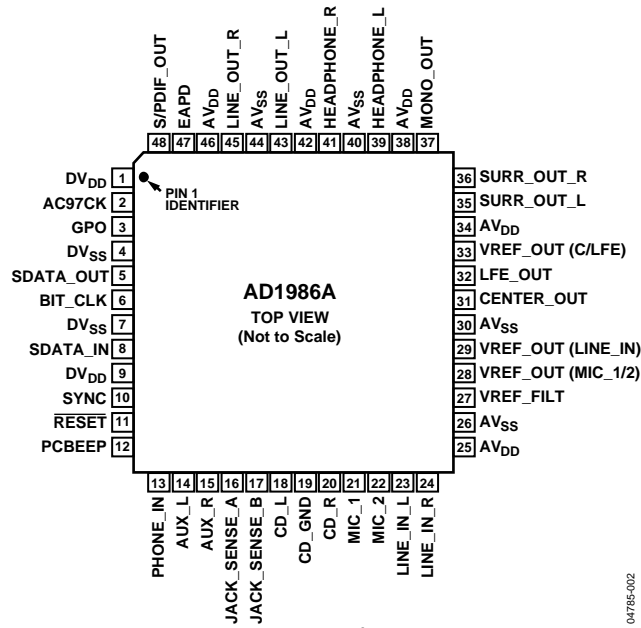 S/PDIF_OUT
EAPD
AVDD
LINE_OUT_R
AVSS
LINE_OUT_L
AVDD
HEADPHONE_R
AVSS
HEADPHONE_L
AVDD
MONO_OUT
48 47 46 45 44 43 42 41 40 39 38 37
DVDD 1
AC97CK 2
GPO 3
DVSS 4
SDATA_OUT 5
BIT_CLK 6
DVSS 7
SDATA_IN 8
DVDD 9
SYNC 10
RESET 11
PCBEEP 12
PIN 1
IDENTIFIER
AD1986A
TOP VIEW
(Not to Scale)
36 SURR_OUT_R
35 SURR_OUT_L
34 AVDD
33 VREF_OUT (C/LFE)
32 LFE_OUT
31 CENTER_OUT
30 AVSS
29 VREF_OUT (LINE_IN)
28 VREF_OUT (MIC_1/2)
27 VREF_FILT
26 AVSS
25 AVDD
13 14 15 16 17 18 19 20 21 22 23 24
PHONE_IN
AUX_L
AUX_R
JACK_SENSE_A
JACK_SENSE_B
CD_L
CD_GND
CD_R
MIC_1
MIC_2
LINE_IN_L
LINE_IN_R
04785-002